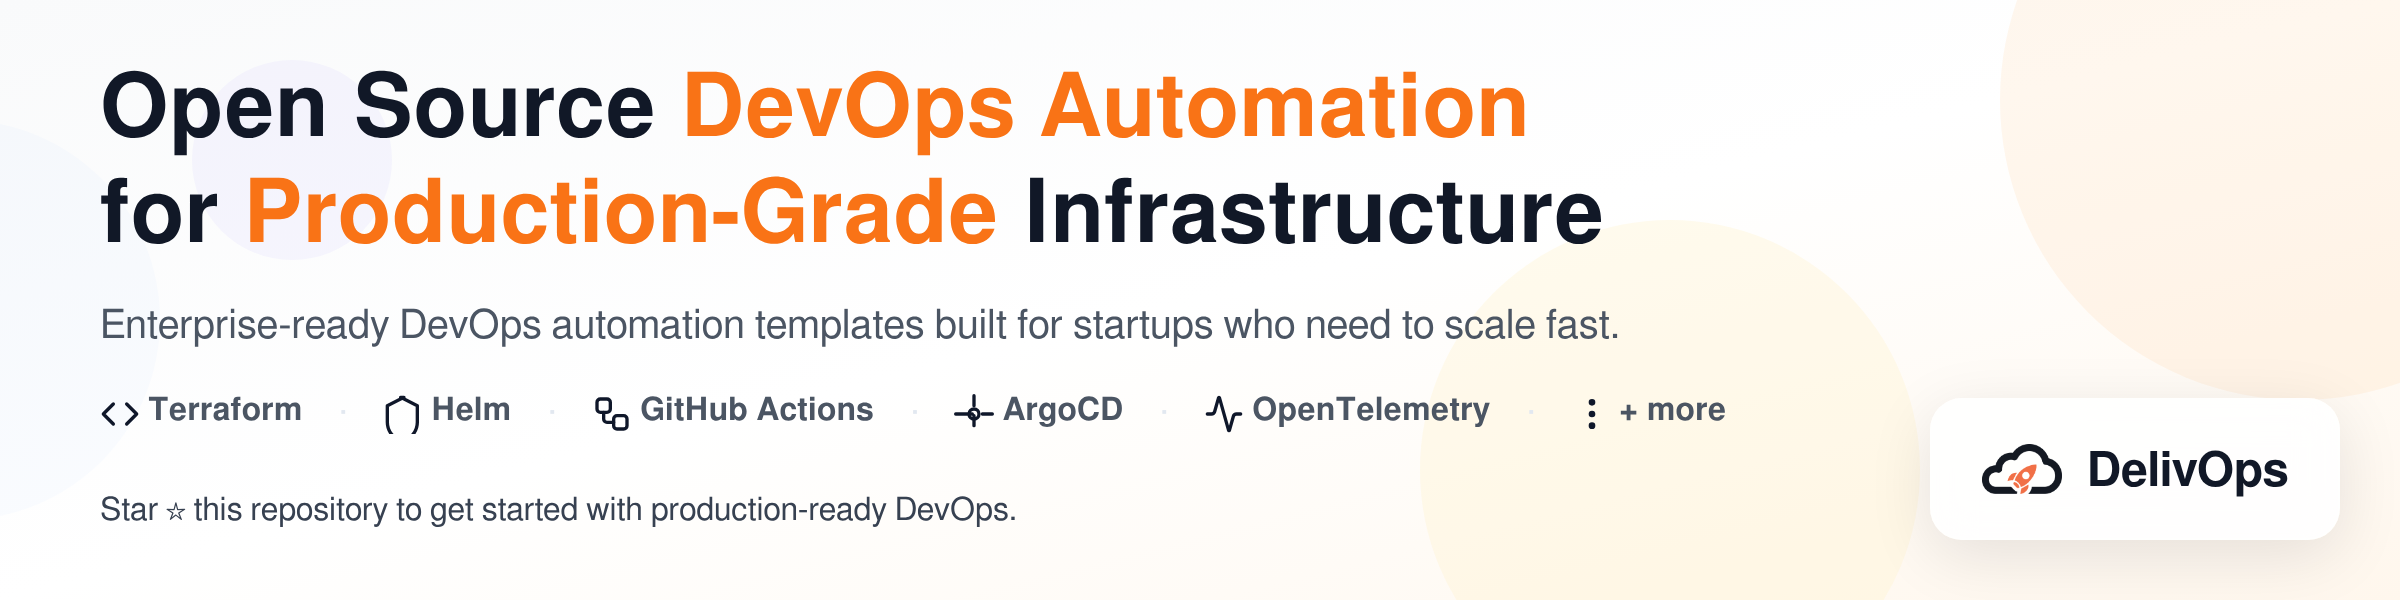 Open Source DevOps Automation
for Production-Grade Infrastructure
Enterprise-ready DevOps automation templates built for startups who need to scale fast.
Terraform · Helm · GitHub Actions · ArgoCD · OpenTelemetry · + more
Star ☆ this repository to get started with production-ready DevOps.
DelivOps